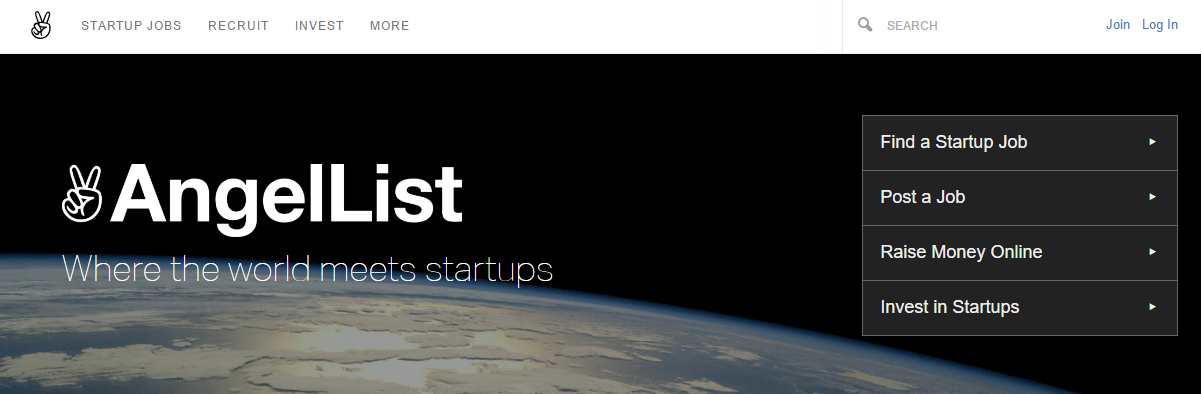 STARTUP JOBS RECRUIT INVEST MORE SEARCH Join Log In
AngelList
Where the world meets startups
Find a Startup Job
Post a Job
Raise Money Online
Invest in Startups